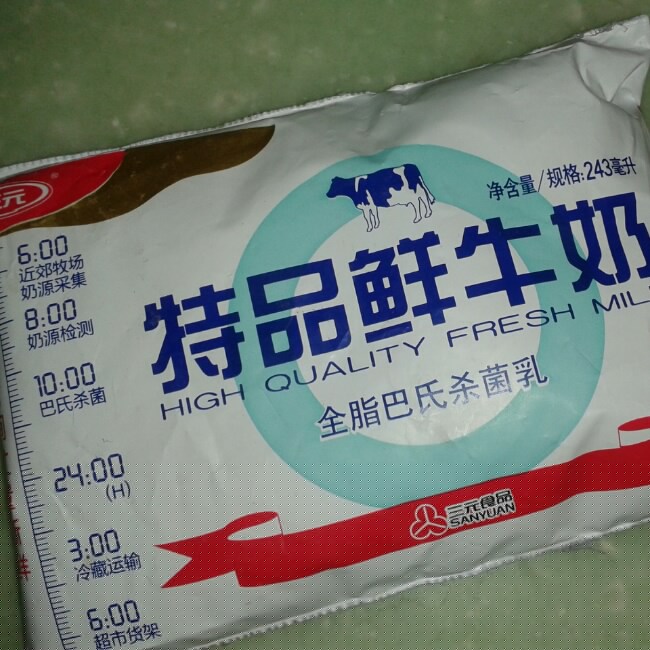 元
净含量/规格:243毫升
特品鲜牛奶
HIGH QUALITY FRESH MIL
全脂巴氏杀菌乳
6:00
近郊牧场
奶源采集
8:00
奶源检测
10:00
巴氏杀菌
24:00
(H)
3:00
冷藏运输
6:00
超市货架
三元食品
SANYUAN